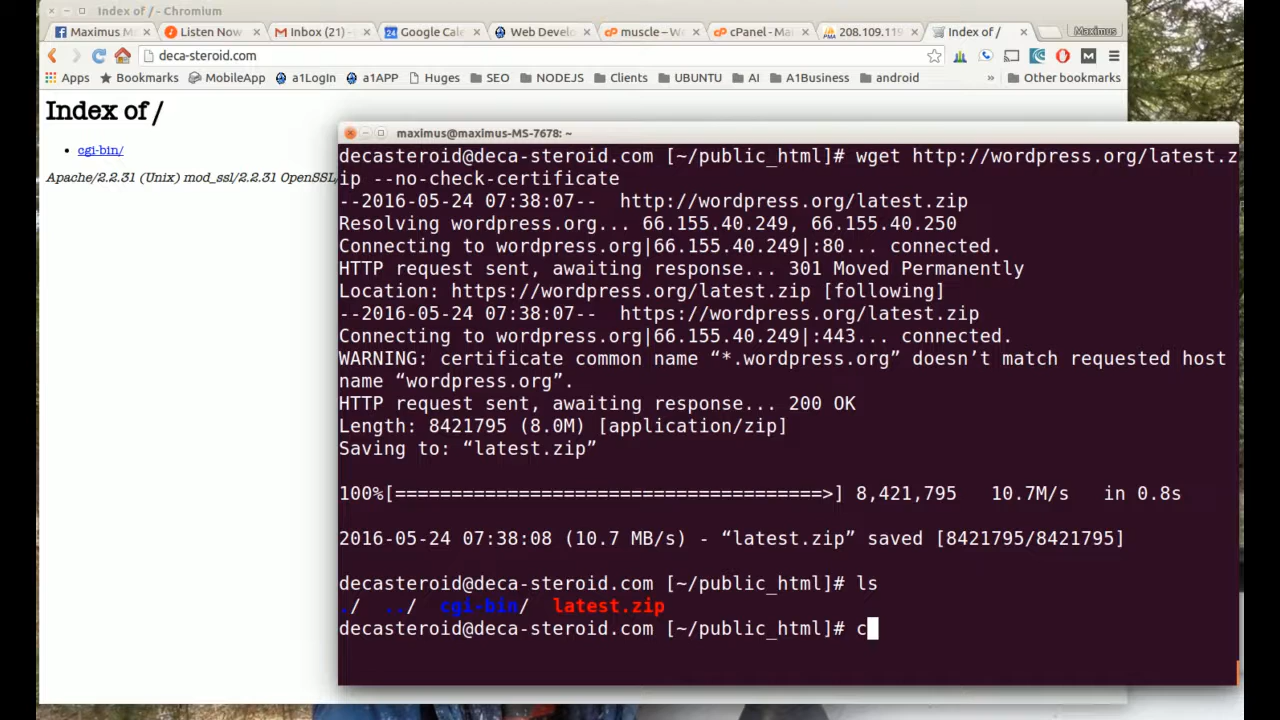 Index of / - Chromium
Maximus M
Listen Now
Inbox (21) -
Google Cale
Web Develo
muscle – W
cPanel - Ma
208.109.119
Index of /
Maximus
deca-steroid.com
Apps
Bookmarks
MobileApp
a1LogIn
a1APP
Huges
SEO
NODEJS
Clients
UBUNTU
AI
A1Business
android
»
Other bookmarks
Index of /
cgi-bin/
Apache/2.2.31 (Unix) mod_ssl/2.2.31 OpenSSL
maximus@maximus-MS-7678: ~
decasteroid@deca-steroid.com [~/public_html]# wget http://wordpress.org/latest.z
ip --no-check-certificate
--2016-05-24 07:38:07--  http://wordpress.org/latest.zip
Resolving wordpress.org... 66.155.40.249, 66.155.40.250
Connecting to wordpress.org|66.155.40.249|:80... connected.
HTTP request sent, awaiting response... 301 Moved Permanently
Location: https://wordpress.org/latest.zip [following]
--2016-05-24 07:38:07--  https://wordpress.org/latest.zip
Connecting to wordpress.org|66.155.40.249|:443... connected.
WARNING: certificate common name “*.wordpress.org” doesn’t match requested host
name “wordpress.org”.
HTTP request sent, awaiting response... 200 OK
Length: 8421795 (8.0M) [application/zip]
Saving to: “latest.zip”
100%[======================================>] 8,421,795   10.7M/s   in 0.8s
2016-05-24 07:38:08 (10.7 MB/s) - “latest.zip” saved [8421795/8421795]
decasteroid@deca-steroid.com [~/public_html]# ls
./  ../  cgi-bin/  latest.zip
decasteroid@deca-steroid.com [~/public_html]# c